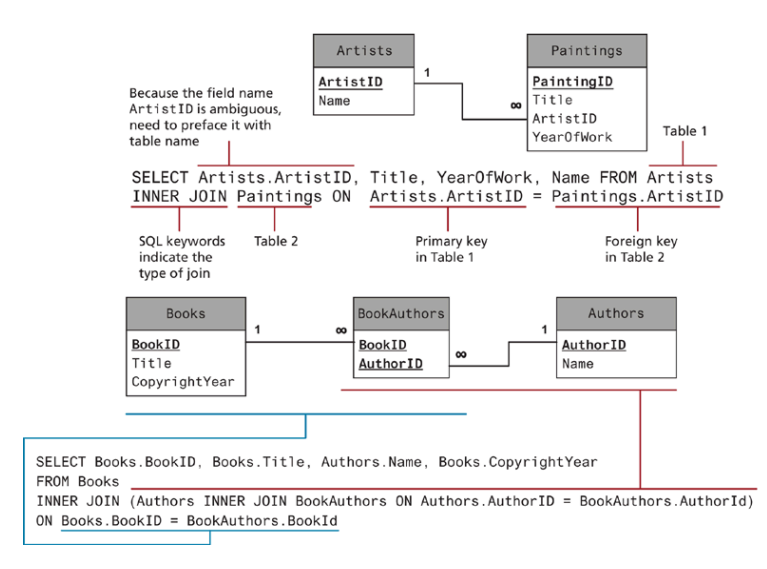 Artists
ArtistID
Name
1
∞
Paintings
PaintingID
Title
ArtistID
YearOfWork
Because the field name
ArtistID is ambiguous,
need to preface it with
table name
Table 1
SELECT Artists.ArtistID, Title, YearOfWork, Name FROM Artists
INNER JOIN Paintings ON Artists.ArtistID = Paintings.ArtistID
SQL keywords
indicate the
type of join
Table 2
Primary key
in Table 1
Foreign key
in Table 2
Books
BookID
Title
CopyrightYear
1
∞
BookAuthors
BookID
AuthorID
∞
1
Authors
AuthorID
Name
SELECT Books.BookID, Books.Title, Authors.Name, Books.CopyrightYear
FROM Books
INNER JOIN (Authors INNER JOIN BookAuthors ON Authors.AuthorID = BookAuthors.AuthorId)
ON Books.BookID = BookAuthors.BookId